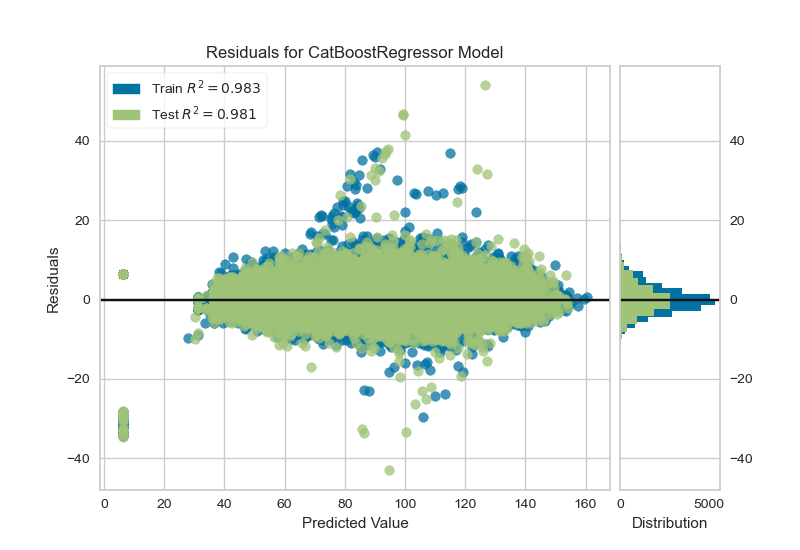 Residuals for CatBoostRegressor Model
Train R² = 0.983
Test R² = 0.981
Residuals
40
20
0
−20
−40
0 20 40 60 80 100 120 140 160
Predicted Value
40
20
0
−20
−40
0 5000
Distribution